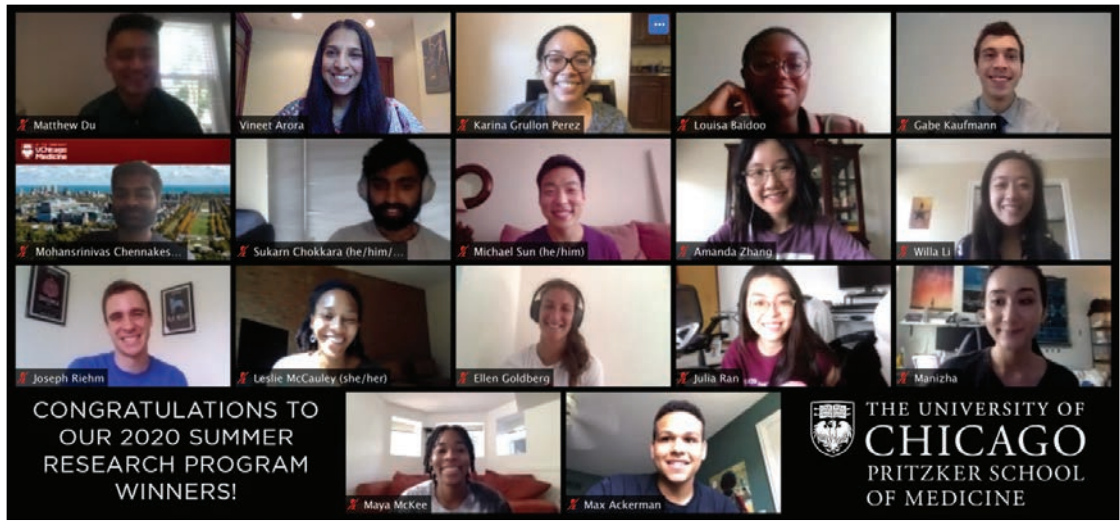 Matthew Du
Vineet Arora
Karina Grullon Perez
Louisa Baidoo
Gabe Kaufmann
UChicago
Medicine
Mohansrinivas Chennakes...
Sukarn Chokkara (he/him/...
Michael Sun (he/him)
Amanda Zhang
Willa Li
Joseph Riehm
Leslie McCauley (she/her)
Ellen Goldberg
Julia Ran
Manizha
CONGRATULATIONS TO
OUR 2020 SUMMER
RESEARCH PROGRAM
WINNERS!
Maya McKee
Max Ackerman
THE UNIVERSITY OF
CHICAGO
PRITZKER SCHOOL
OF MEDICINE